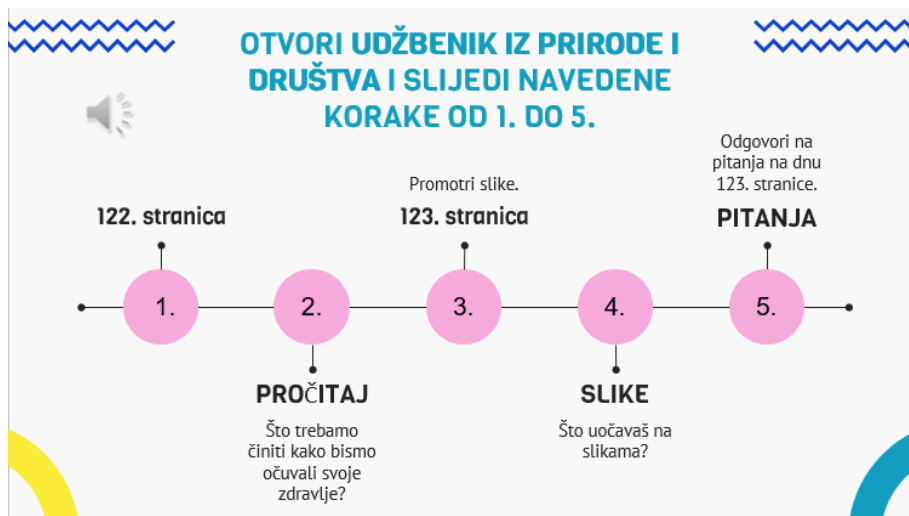 OTVORI UDŽBENIK IZ PRIRODE I
DRUŠTVA I SLIJEDI NAVEDENE
KORAKE OD 1. DO 5.
122. stranica
1.
2.
PROČITAJ
Što trebamo
činiti kako bismo
očuvali svoje
zdravlje?
Promotri slike.
123. stranica
3.
4.
SLIKE
Što uočavaš na
slikama?
Odgovori na
pitanja na dnu
123. stranice.
PITANJA
5.